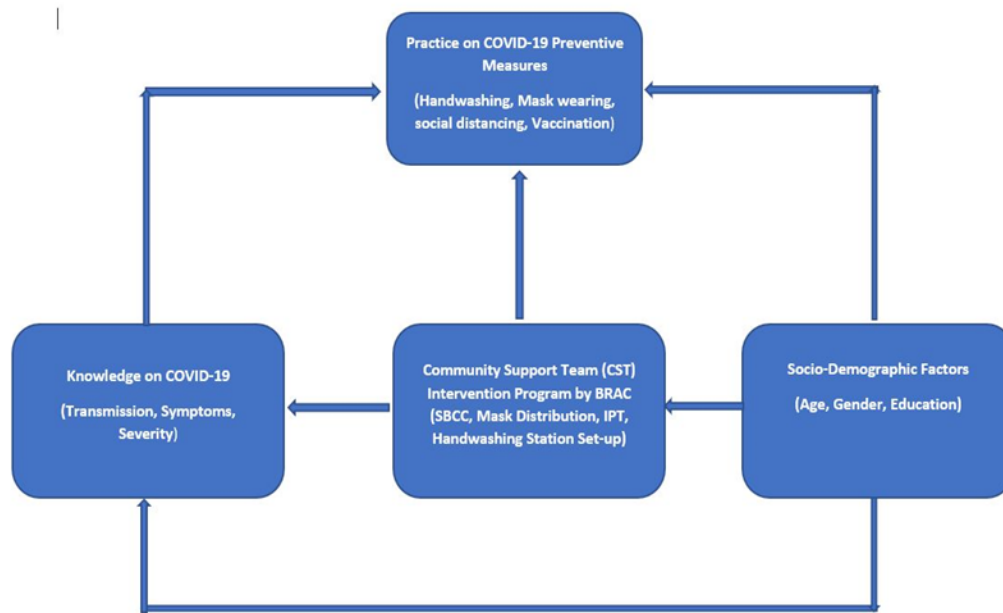 Practice on COVID-19 Preventive
Measures
(Handwashing, Mask wearing,
social distancing, Vaccination)
Knowledge on COVID-19
(Transmission, Symptoms,
Severity)
Community Support Team (CST)
Intervention Program by BRAC
(SBCC, Mask Distribution, IPT,
Handwashing Station Set-up)
Socio-Demographic Factors
(Age, Gender, Education)